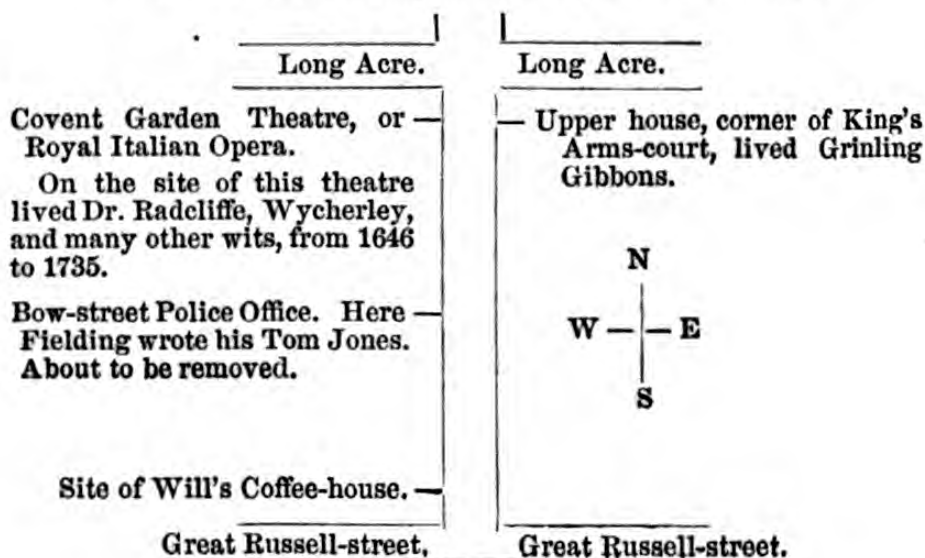 Long Acre. Long Acre.
Covent Garden Theatre, or
Royal Italian Opera.
On the site of this theatre
lived Dr. Radcliffe, Wycherley,
and many other wits, from 1646
to 1735.
Bow-street Police Office. Here
Fielding wrote his Tom Jones.
About to be removed.
Site of Will's Coffee-house.
Upper house, corner of King's
Arms-court, lived Grinling
Gibbons.
N
W E
S
Great Russell-street, Great Russell-street.